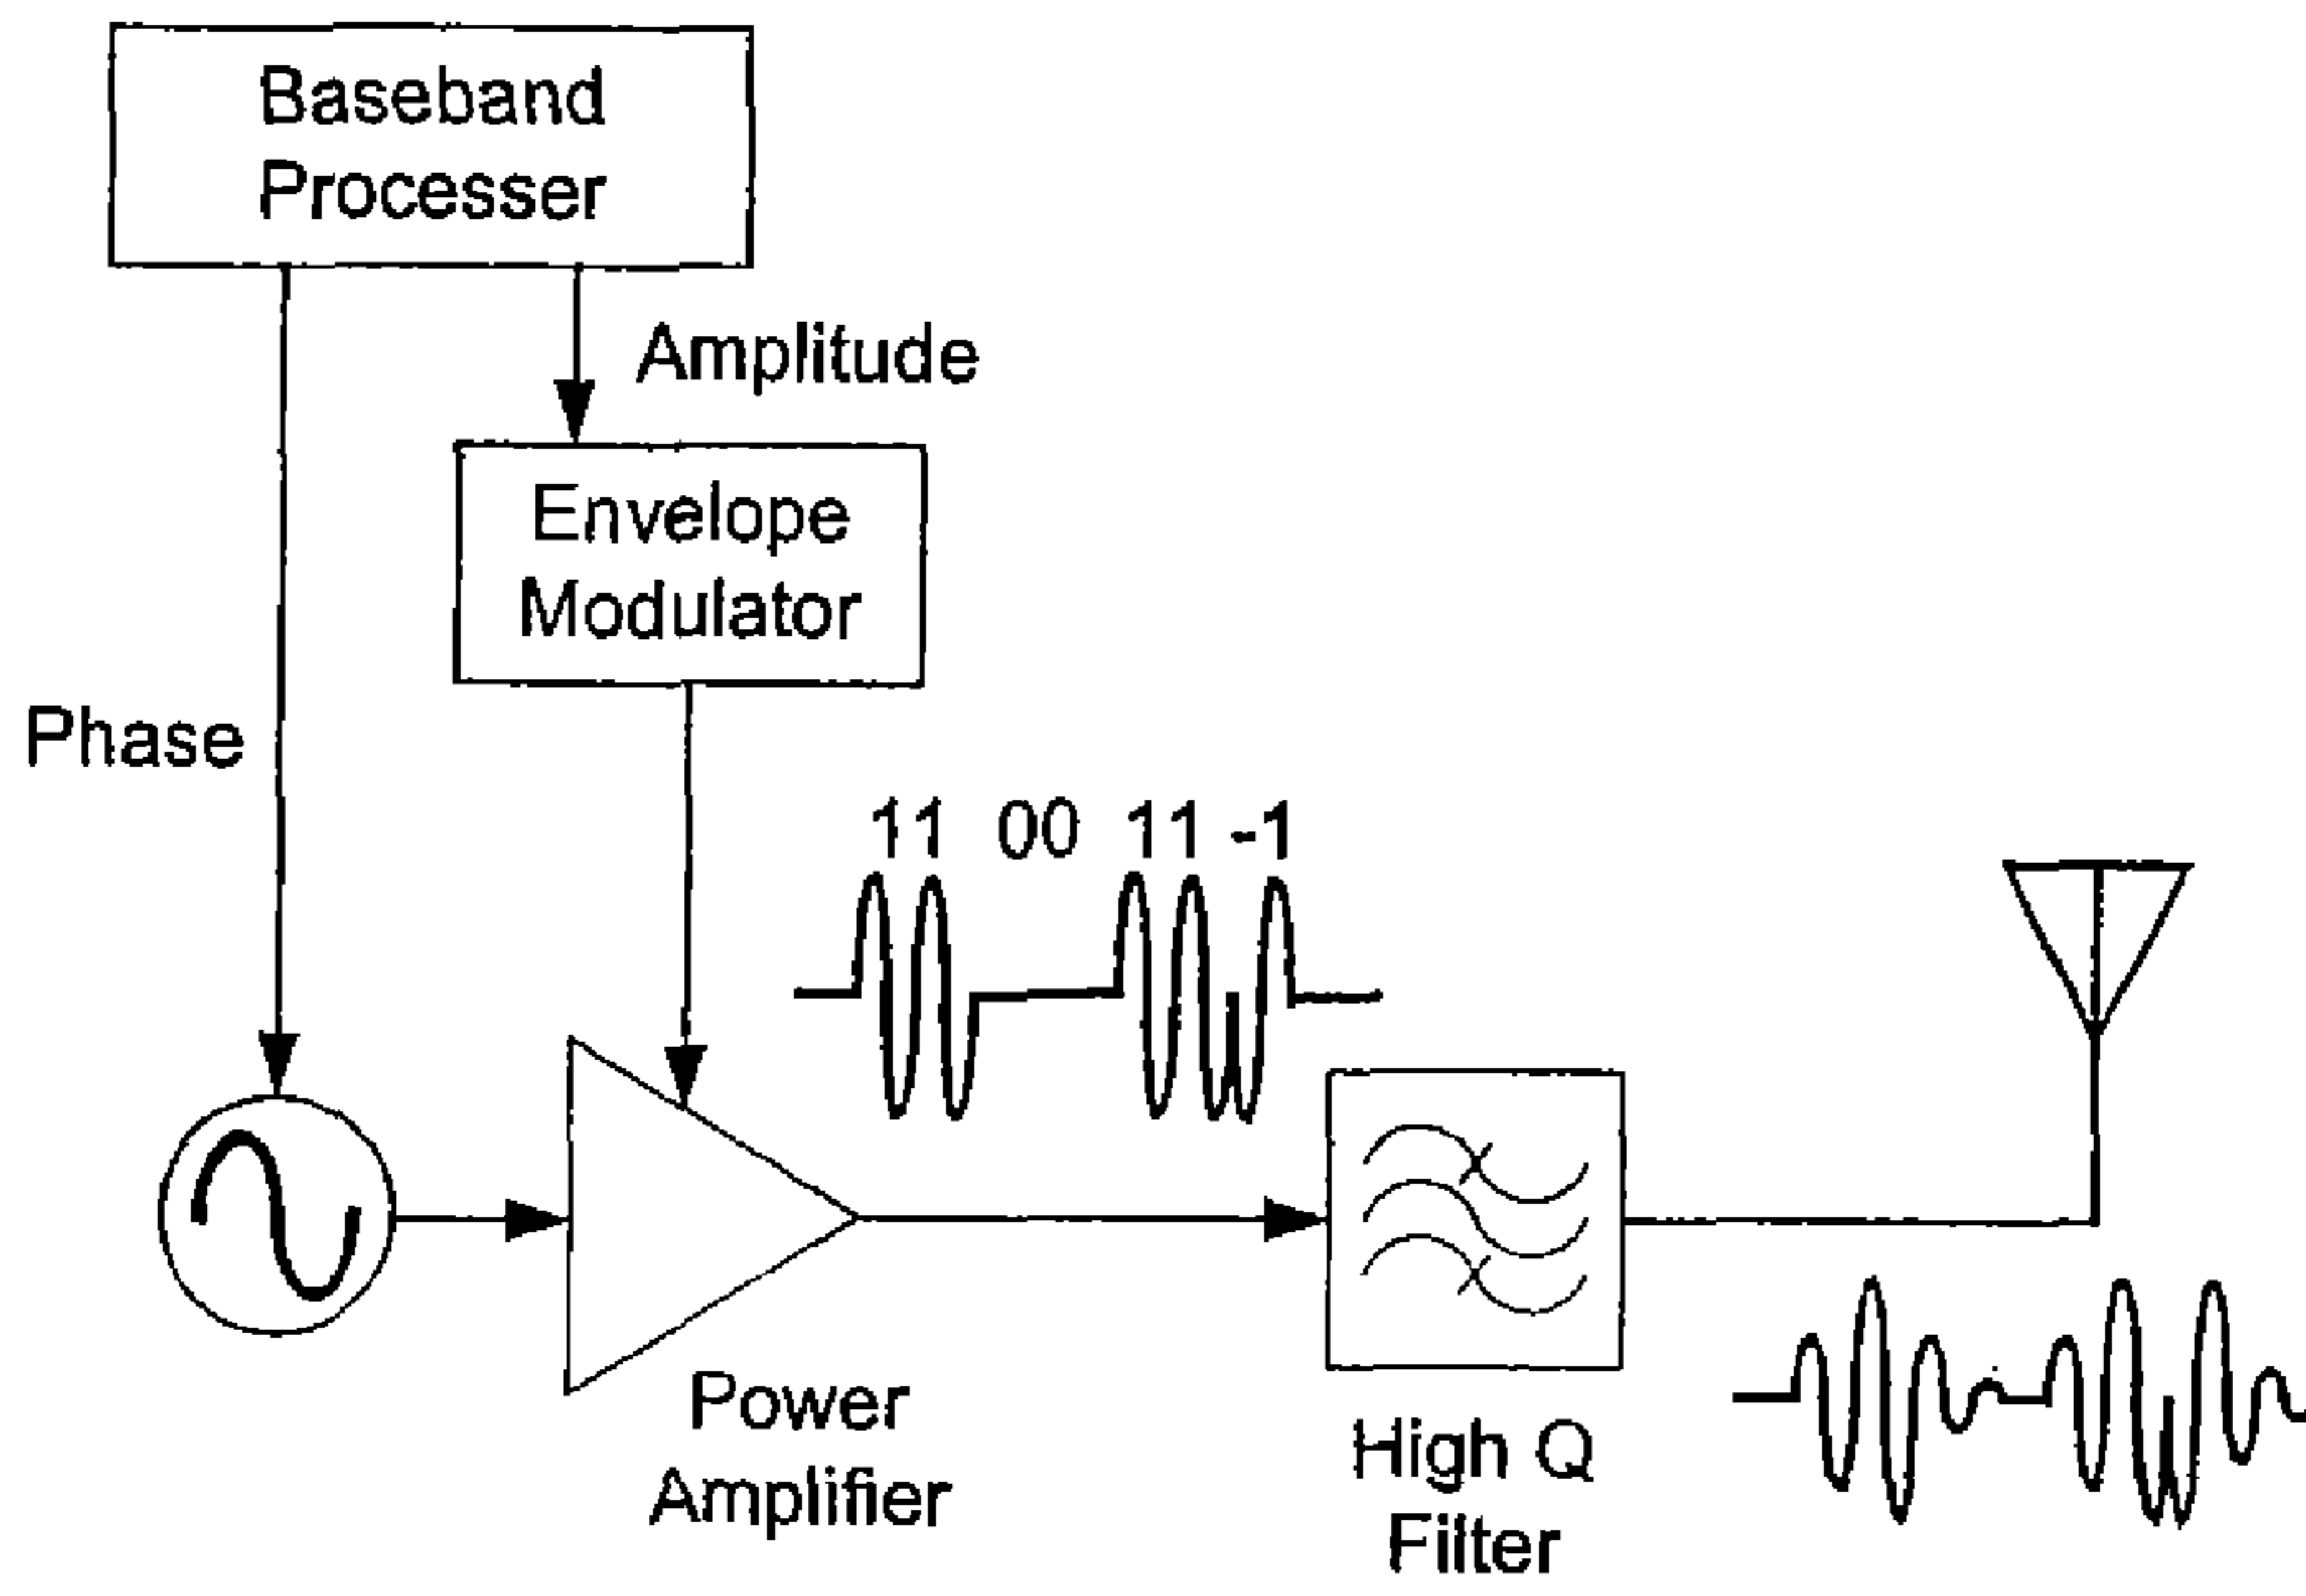 Baseband
Processer
Amplitude
Envelope
Modulator
Phase
11 00 11 -1
Power
Amplifier
High Q
Filter